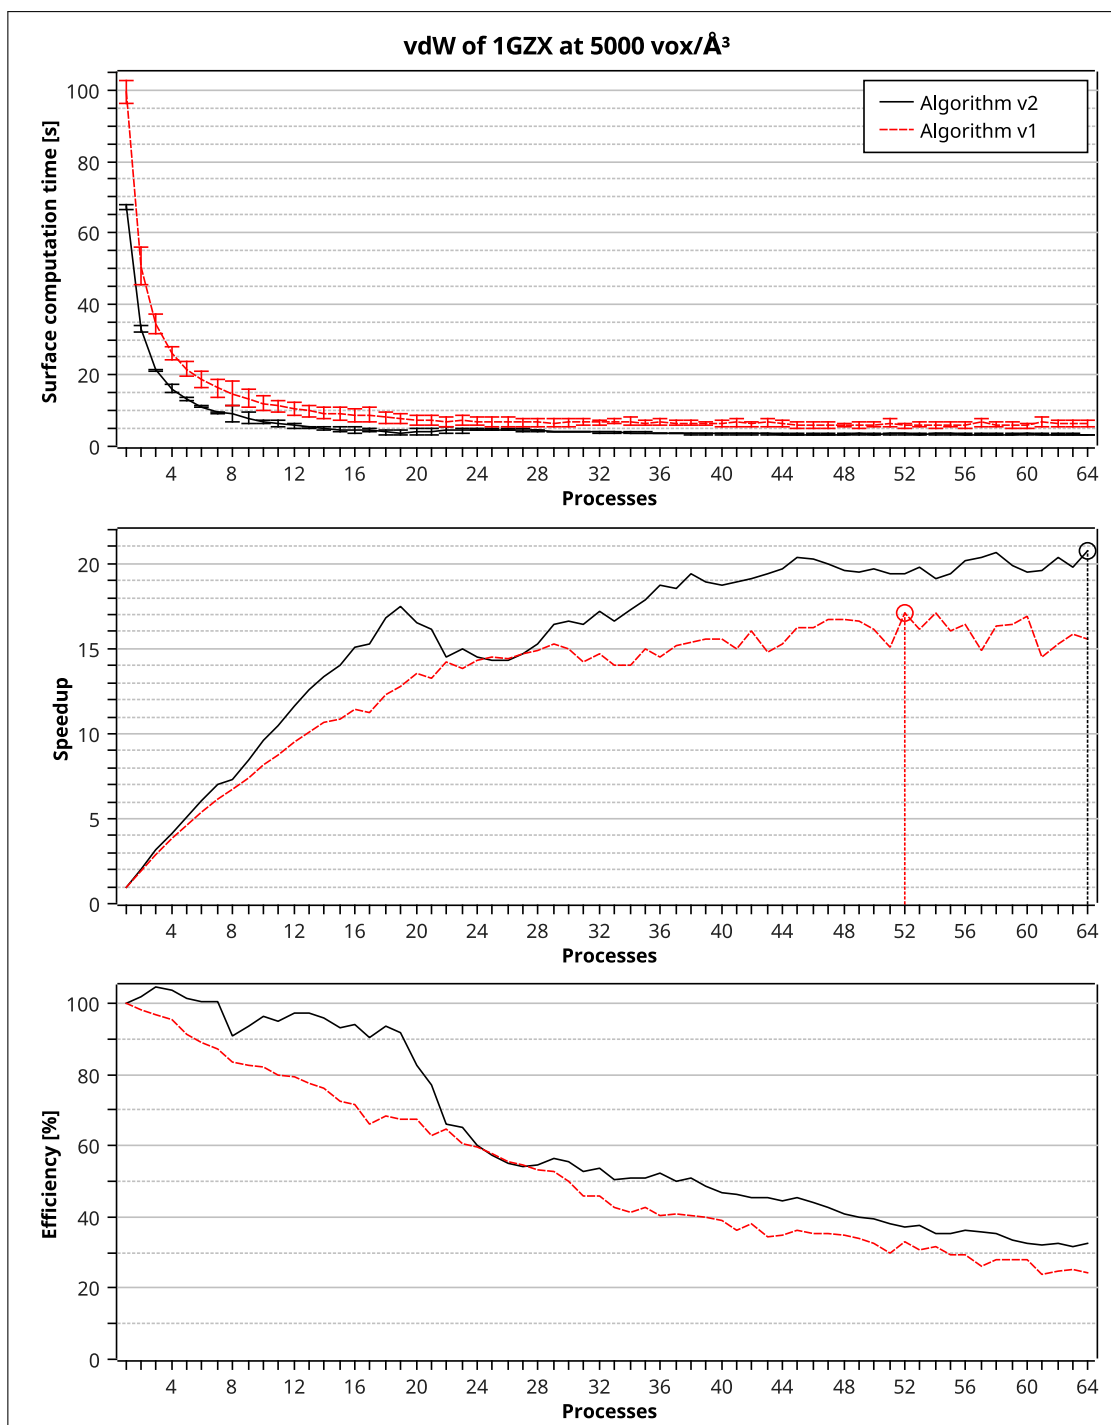 vdW of 1GZX at 5000 vox/Å³
Surface computation time [s]
100
80
60
40
20
0
Algorithm v2
Algorithm v1
4 8 12 16 20 24 28 32 36 40 44 48 52 56 60 64
Processes
Speedup
20
15
10
5
0
4 8 12 16 20 24 28 32 36 40 44 48 52 56 60 64
Processes
Efficiency [%]
100
80
60
40
20
0
4 8 12 16 20 24 28 32 36 40 44 48 52 56 60 64
Processes